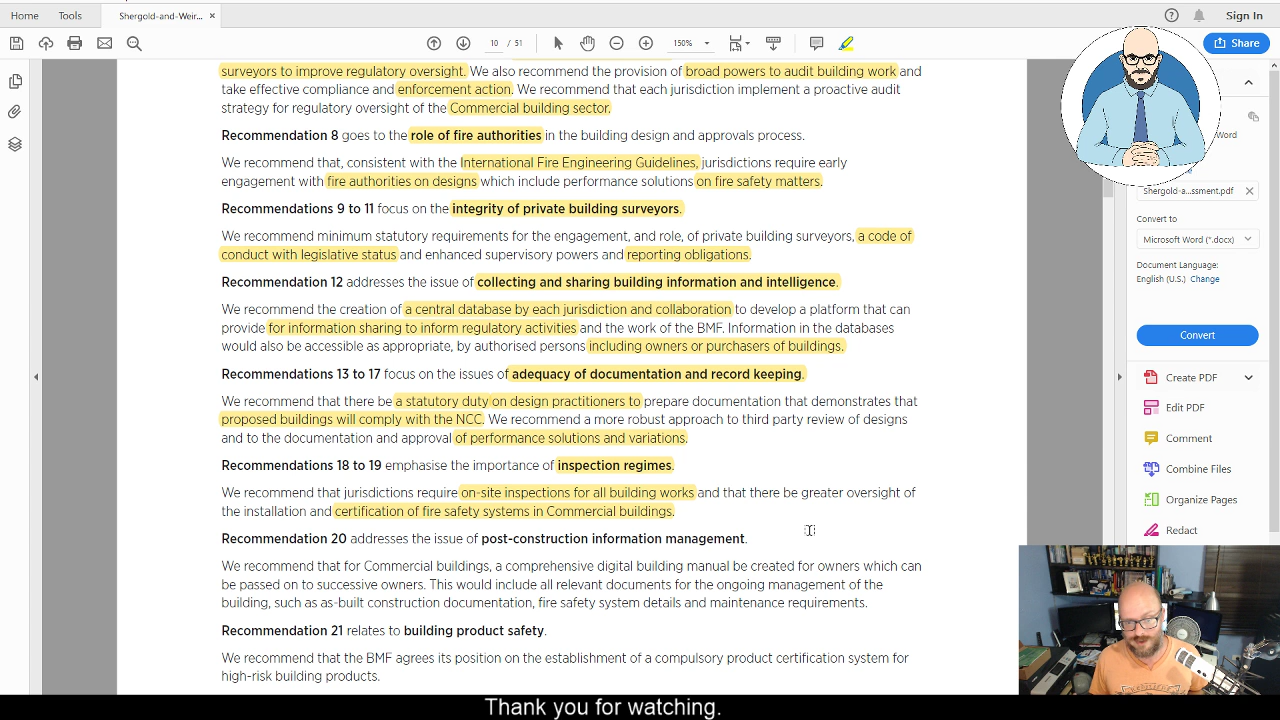 Home Tools Shergold-and-Weir... × Sign In
10 / 51 150% Share
surveyors to improve regulatory oversight. We also recommend the provision of broad powers to audit building work and
take effective compliance and enforcement action. We recommend that each jurisdiction implement a proactive audit
strategy for regulatory oversight of the Commercial building sector.
Recommendation 8 goes to the role of fire authorities in the building design and approvals process.
We recommend that, consistent with the International Fire Engineering Guidelines, jurisdictions require early
engagement with fire authorities on designs which include performance solutions on fire safety matters.
Recommendations 9 to 11 focus on the integrity of private building surveyors.
We recommend minimum statutory requirements for the engagement, and role, of private building surveyors, a code of
conduct with legislative status and enhanced supervisory powers and reporting obligations.
Recommendation 12 addresses the issue of collecting and sharing building information and intelligence.
We recommend the creation of a central database by each jurisdiction and collaboration to develop a platform that can
provide for information sharing to inform regulatory activities and the work of the BMF. Information in the databases
would also be accessible as appropriate, by authorised persons including owners or purchasers of buildings.
Recommendations 13 to 17 focus on the issues of adequacy of documentation and record keeping.
We recommend that there be a statutory duty on design practitioners to prepare documentation that demonstrates that
proposed buildings will comply with the NCC. We recommend a more robust approach to third party review of designs
and to the documentation and approval of performance solutions and variations.
Recommendations 18 to 19 emphasise the importance of inspection regimes.
We recommend that jurisdictions require on-site inspections for all building works and that there be greater oversight of
the installation and certification of fire safety systems in Commercial buildings.
Recommendation 20 addresses the issue of post-construction information management.
We recommend that for Commercial buildings, a comprehensive digital building manual be created for owners which can
be passed on to successive owners. This would include all relevant documents for the ongoing management of the
building, such as as-built construction documentation, fire safety system details and maintenance requirements.
Recommendation 21 relates to building product safety.
We recommend that the BMF agrees its position on the establishment of a compulsory product certification system for
high-risk building products.
Word
Shergold-a...ssment.pdf
Convert to
Microsoft Word (*.docx)
Document Language:
English (U.S.) Change
Convert
Create PDF
Edit PDF
Comment
Combine Files
Organize Pages
Redact
Thank you for watching.